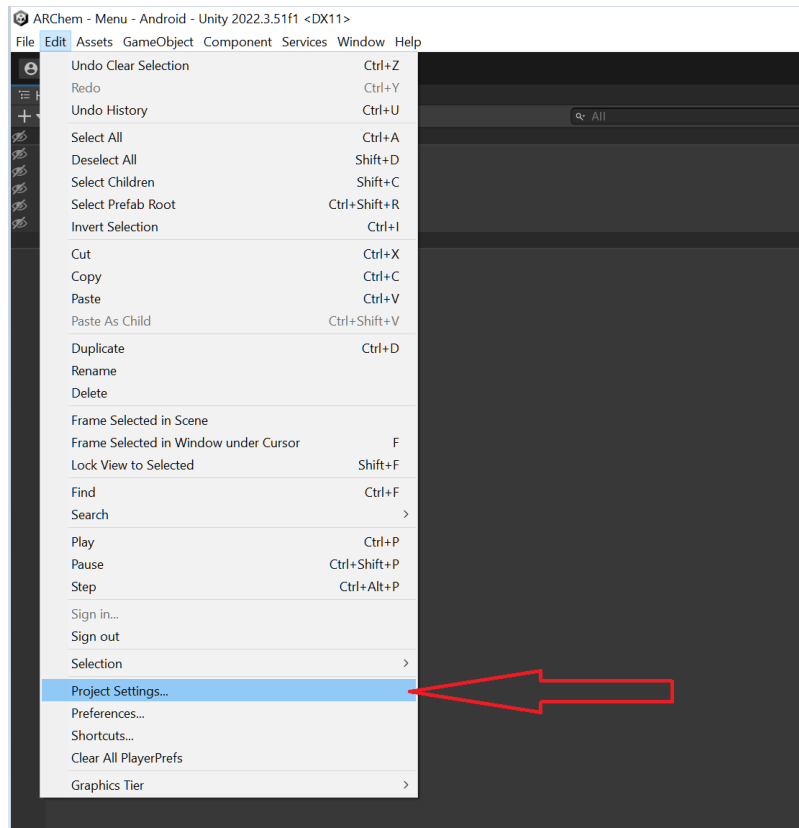 ARChem - Menu - Android - Unity 2022.3.51f1 <DX11>
File Edit Assets GameObject Component Services Window Help
Undo Clear Selection Ctrl+Z
Redo Ctrl+Y
Undo History Ctrl+U
All
Select All Ctrl+A
Deselect All Shift+D
Select Children Shift+C
Select Prefab Root Ctrl+Shift+R
Invert Selection Ctrl+I
Cut Ctrl+X
Copy Ctrl+C
Paste Ctrl+V
Paste As Child Ctrl+Shift+V
Duplicate Ctrl+D
Rename
Delete
Frame Selected in Scene
Frame Selected in Window under Cursor F
Lock View to Selected Shift+F
Find Ctrl+F
Search
Play Ctrl+P
Pause Ctrl+Shift+P
Step Ctrl+Alt+P
Sign in...
Sign out
Selection
Project Settings...
Preferences...
Shortcuts...
Clear All PlayerPrefs
Graphics Tier